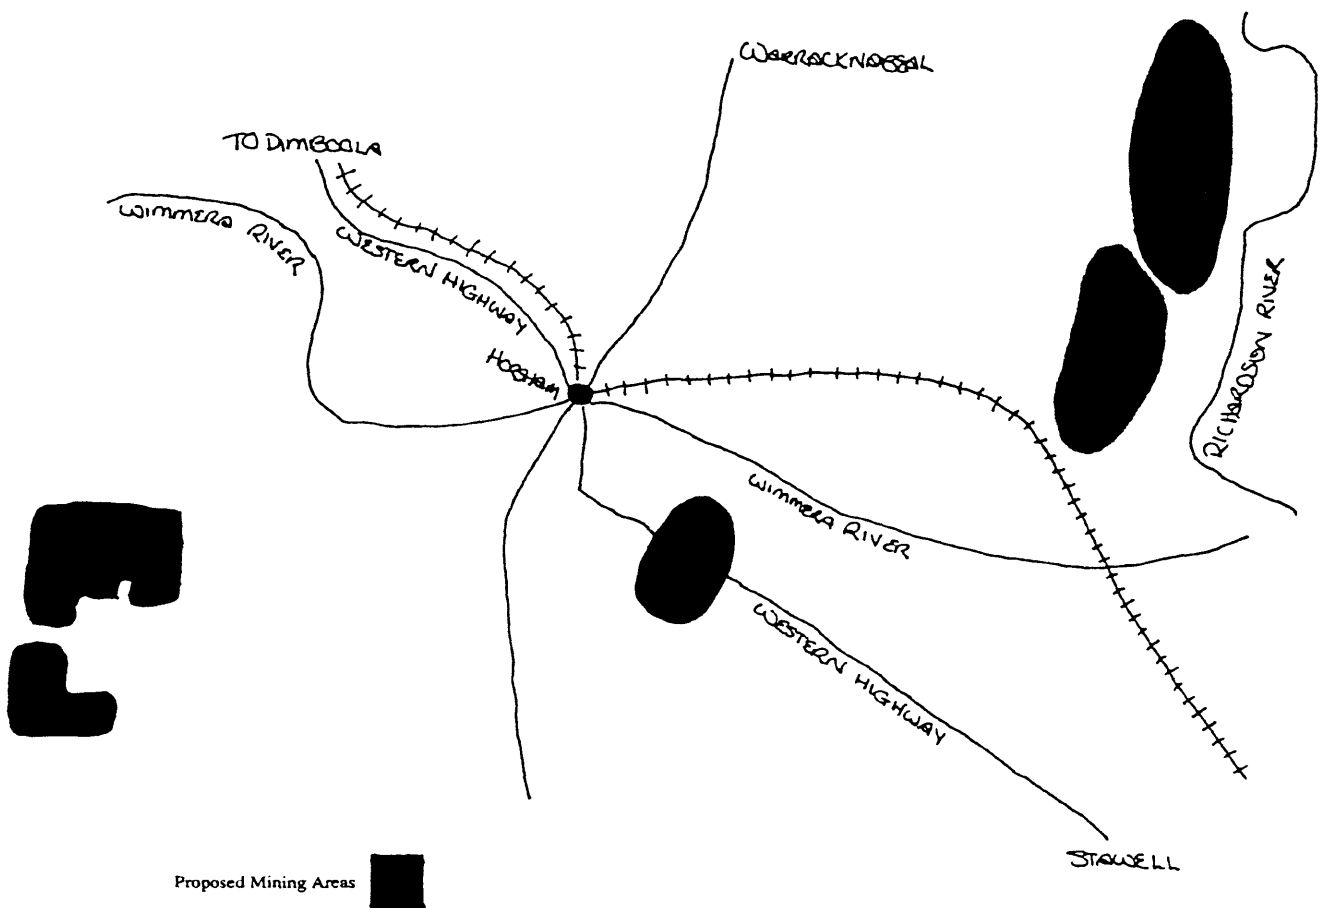 WARRACKNABEAL
TO DIMBOOLA
WIMMERA RIVER
WESTERN HIGHWAY
HORSHAM
RICHARDSON RIVER
WIMMERA RIVER
WESTERN HIGHWAY
STAWELL
Proposed Mining Areas